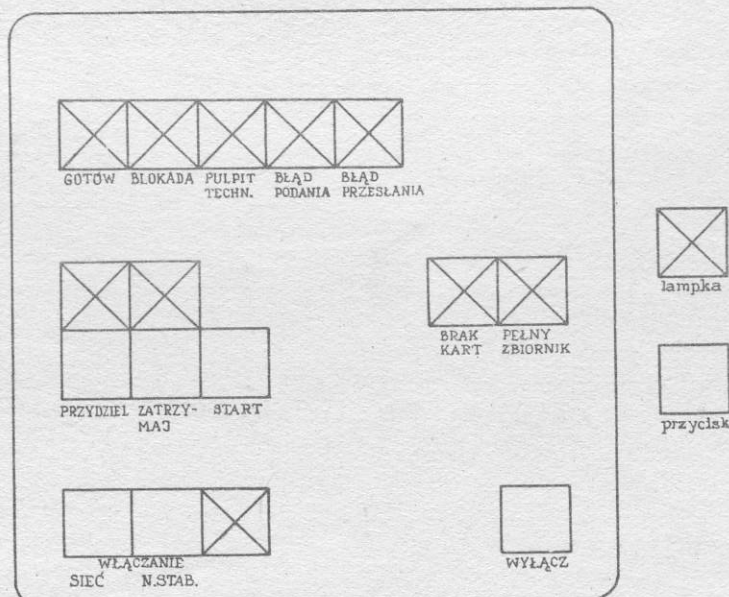 GOTÓW BLOKADA PULPIT TECHN. BŁĄD PODANIA BŁĄD PRZESŁANIA
lampka
BRAK KART PEŁNY ZBIORNIK
PRZYDZIEL ZATRZY-
MAJ START
przycisk
WŁĄCZANIE
SIEĆ N.STAB.
WYŁĄCZ